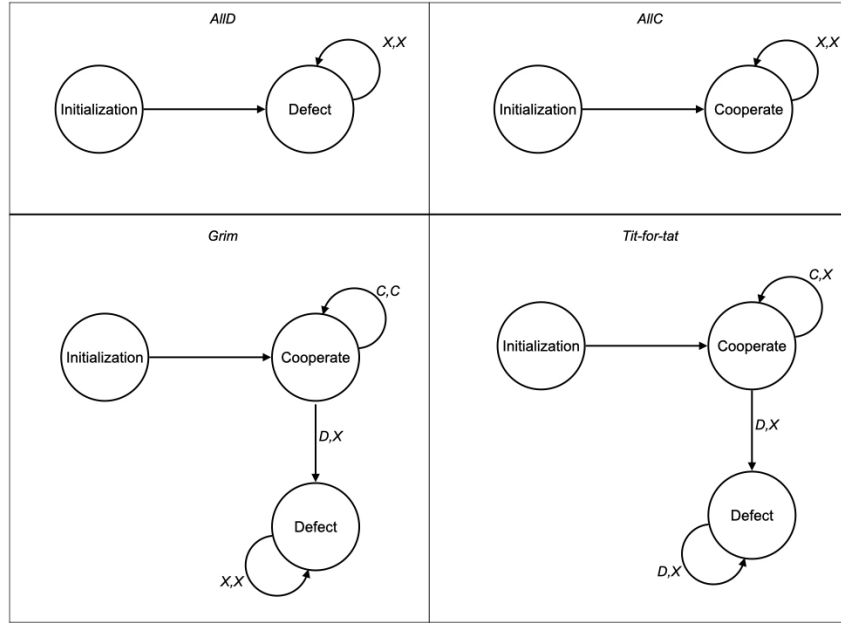 AllD
X,X
Initialization
Defect
AllC
X,X
Initialization
Cooperate
Grim
C,C
Initialization
Cooperate
D,X
Defect
X,X
Tit-for-tat
C,X
Initialization
Cooperate
D,X
Defect
D,X